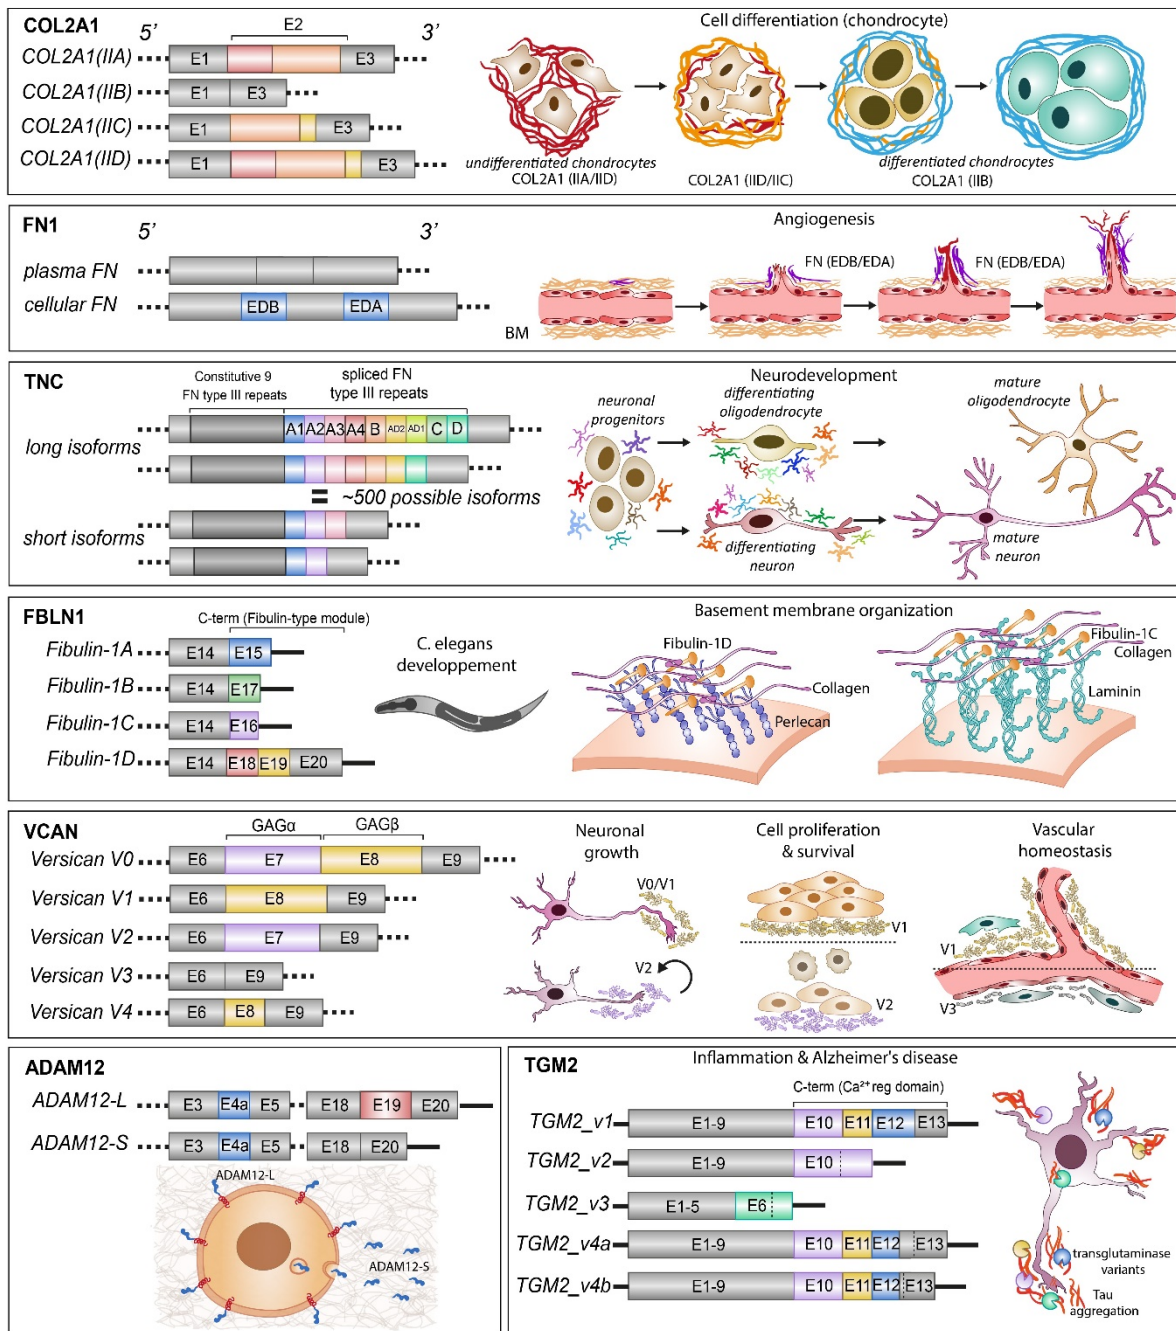 COL2A1
5’
E2
3’
Cell differentiation (chondrocyte)
COL2A1(IIA)
E1
E3
COL2A1(IIB)
E1
E3
COL2A1(IIC)
E1
E3
COL2A1(IID)
E1
E3
undifferentiated chondrocytes
COL2A1 (IIA/IID)
COL2A1 (IID/IIC)
differentiated chondrocytes
COL2A1 (IIB)
FN1
5’
3’
Angiogenesis
plasma FN
cellular FN
EDB
EDA
FN (EDB/EDA)
FN (EDB/EDA)
BM
TNC
Constitutive 9
FN type III repeats
spliced FN
type III repeats
Neurodevelopment
long isoforms
A1
A2
A3
A4
B
AD2
AD1
C
D
= ~500 possible isoforms
short isoforms
neuronal
progenitors
differentiating
oligodendrocyte
mature
oligodendrocyte
differentiating
neuron
mature
neuron
FBLN1
C-term (Fibulin-type module)
Basement membrane organization
Fibulin-1A
E14
E15
Fibulin-1B
E14
E17
Fibulin-1C
E14
E16
Fibulin-1D
E14
E18
E19
E20
C. elegans
developpement
Fibulin-1D
Collagen
Perlecan
Fibulin-1C
Collagen
Laminin
VCAN
GAGα
GAGβ
Versican V0
E6
E7
E8
E9
Versican V1
E6
E8
E9
Versican V2
E6
E7
E9
Versican V3
E6
E9
Versican V4
E6
E8
E9
Neuronal
growth
V0/V1
V2
Cell proliferation
& survival
V1
V2
Vascular
homeostasis
V1
V3
ADAM12
ADAM12-L
E3
E4a
E5
E18
E19
E20
ADAM12-S
E3
E4a
E5
E18
E20
ADAM12-L
ADAM12-S
TGM2
Inflammation & Alzheimer's disease
C-term (Ca²⁺ reg domain)
TGM2_v1
E1-9
E10
E11
E12
E13
TGM2_v2
E1-9
E10
TGM2_v3
E1-5
E6
TGM2_v4a
E1-9
E10
E11
E12
E13
TGM2_v4b
E1-9
E10
E11
E12
E13
transglutaminase
variants
Tau
aggregation